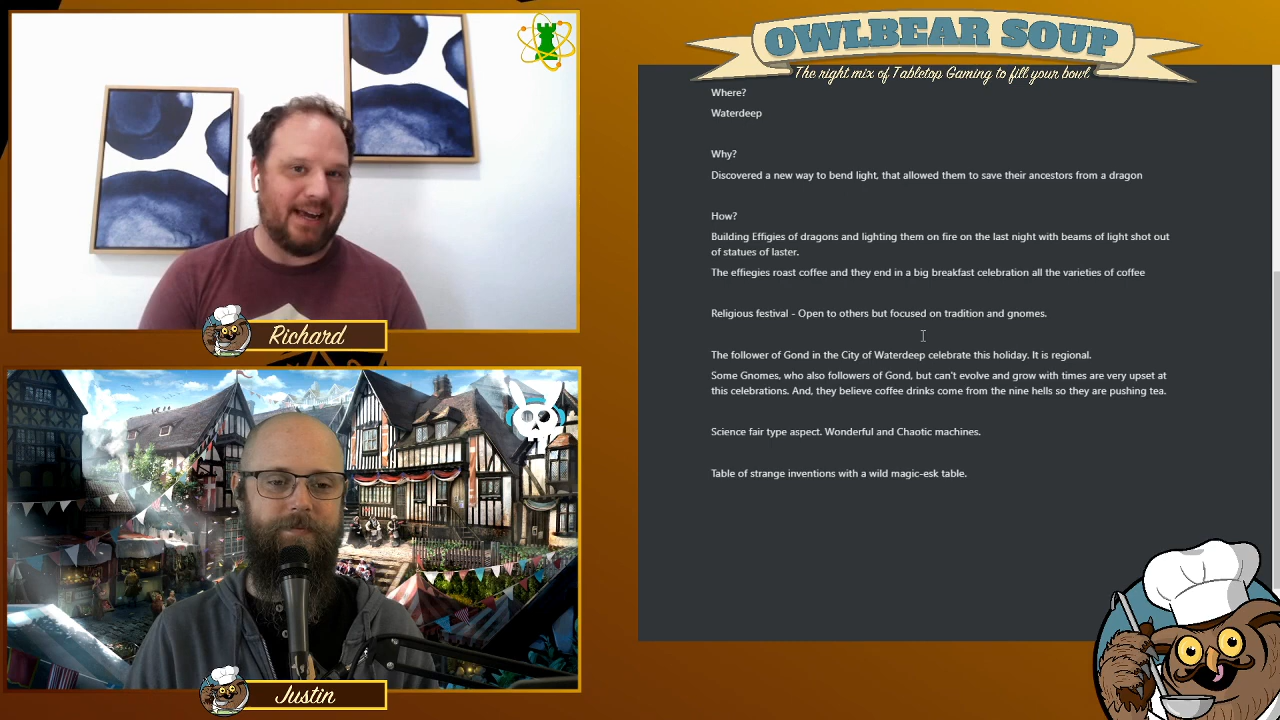 OWLBEAR SOUP
The right mix of Tabletop Gaming to fill your bowl
Where?
Waterdeep
Why?
Discovered a new way to bend light, that allowed them to save their ancestors from a dragon
How?
Building Effigies of dragons and lighting them on fire on the last night with beams of light shot out
of statues of laster.
The effiegies roast coffee and they end in a big breakfast celebration all the varieties of coffee
Religious festival - Open to others but focused on tradition and gnomes.
The follower of Gond in the City of Waterdeep celebrate this holiday. It is regional.
Some Gnomes, who also followers of Gond, but can't evolve and grow with times are very upset at
this celebrations. And, they believe coffee drinks come from the nine hells so they are pushing tea.
Science fair type aspect. Wonderful and Chaotic machines.
Table of strange inventions with a wild magic-esk table.
Richard
Justin